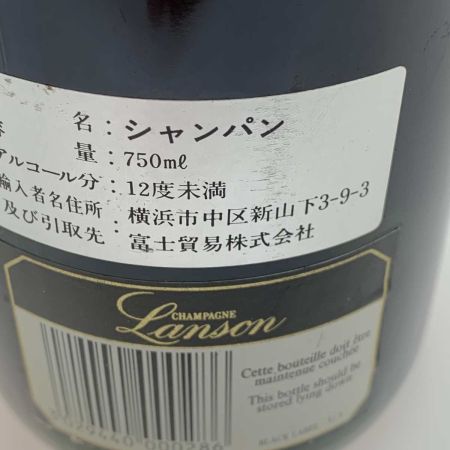 名:シャンパン
量:750mℓ
アルコール分:12度未満
輸入者名住所:横浜市中区新山下3-9-3
及び引取先:富士貿易株式会社
CHAMPAGNE
Lanson
Cette bouteille doit être
maintenue couchée
This bottle should be
stored lying down
000286
BLACK LABEL